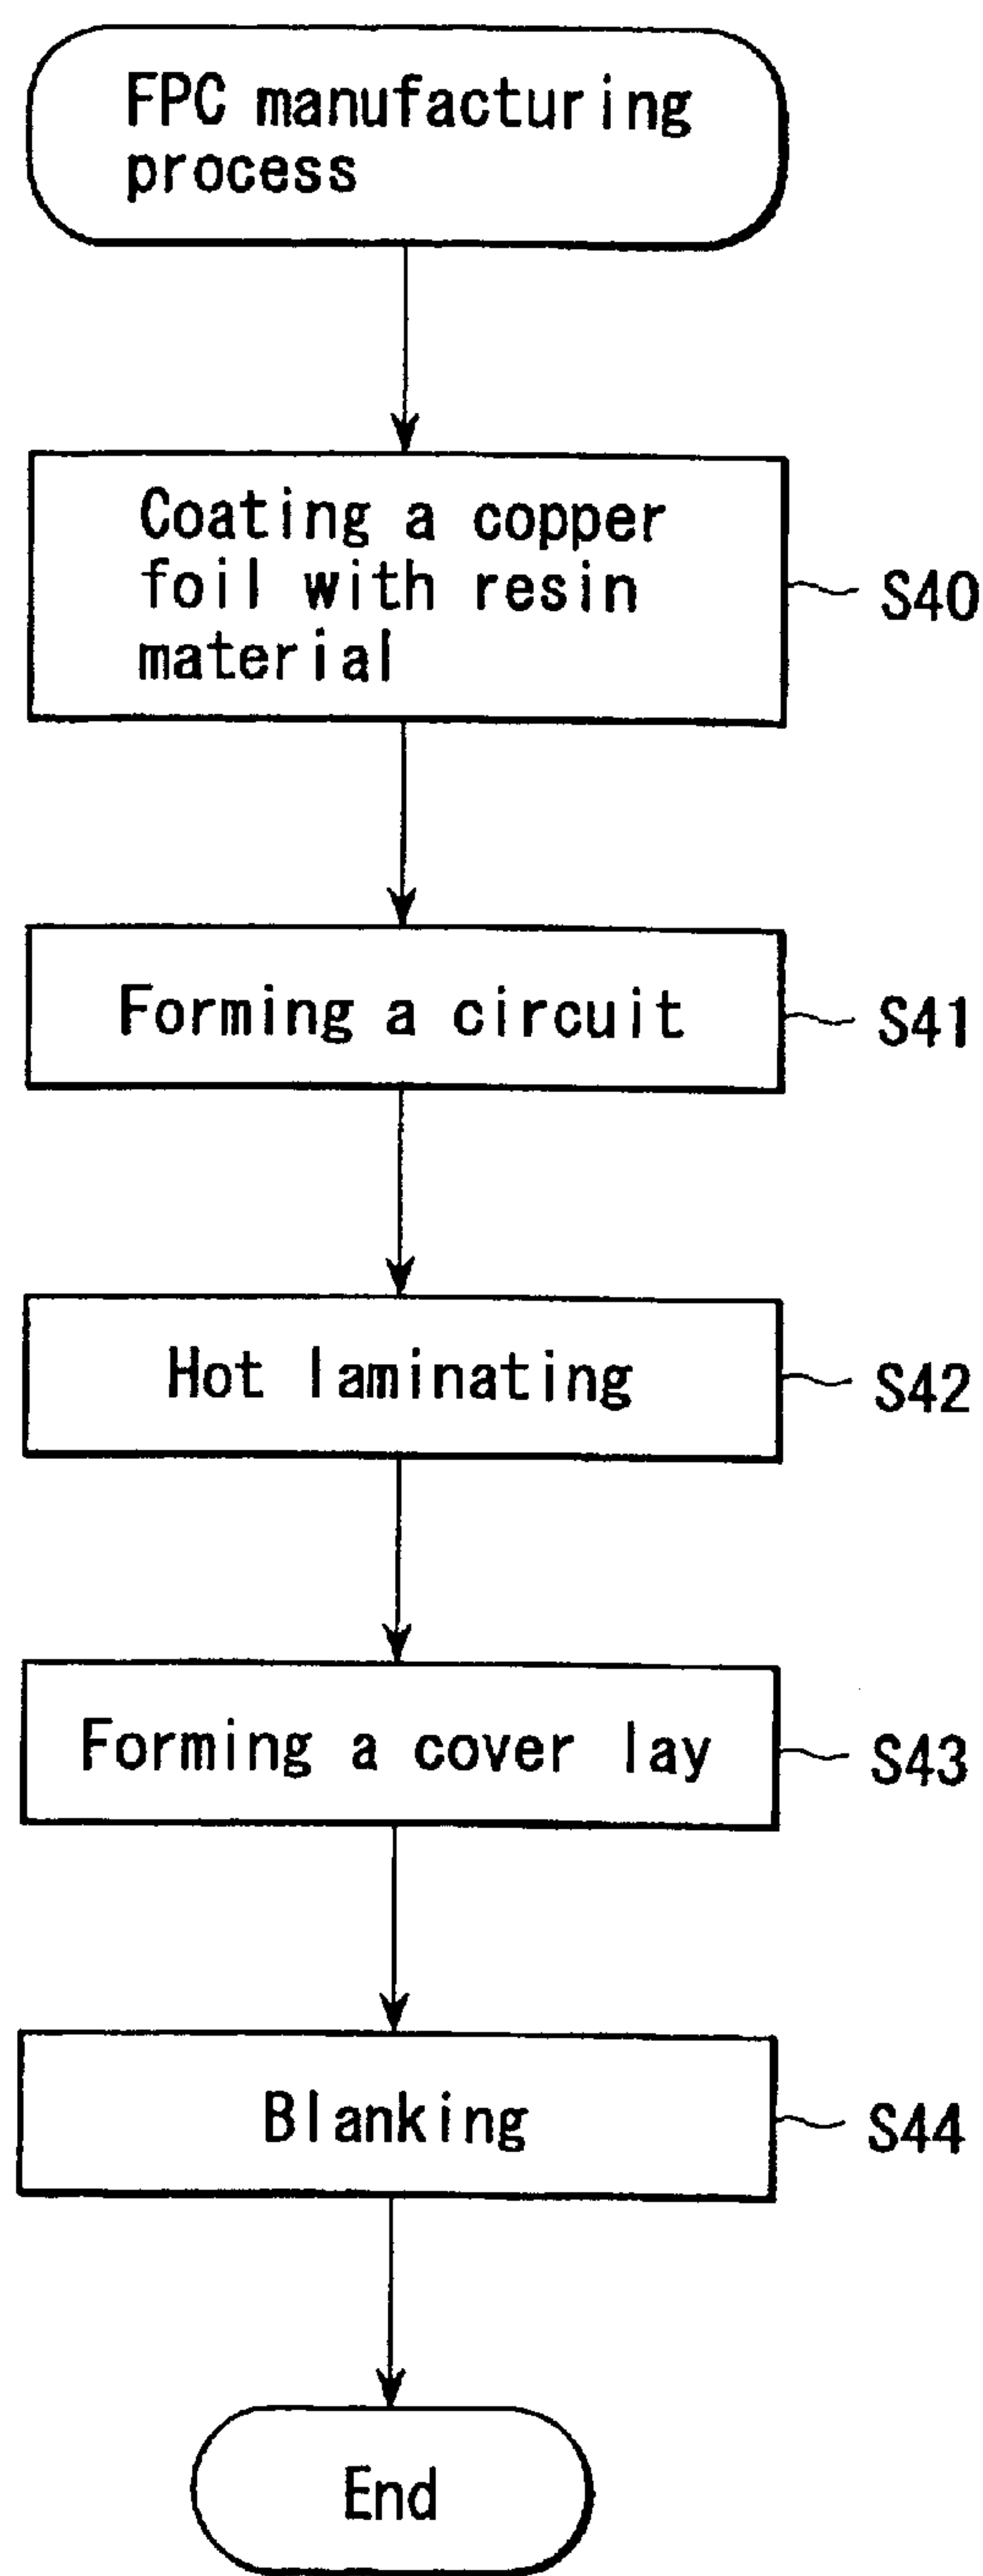 FPC manufacturing
process
Coating a copper
foil with resin
material
S40
Forming a circuit
S41
Hot laminating
S42
Forming a cover lay
S43
Blanking
S44
End